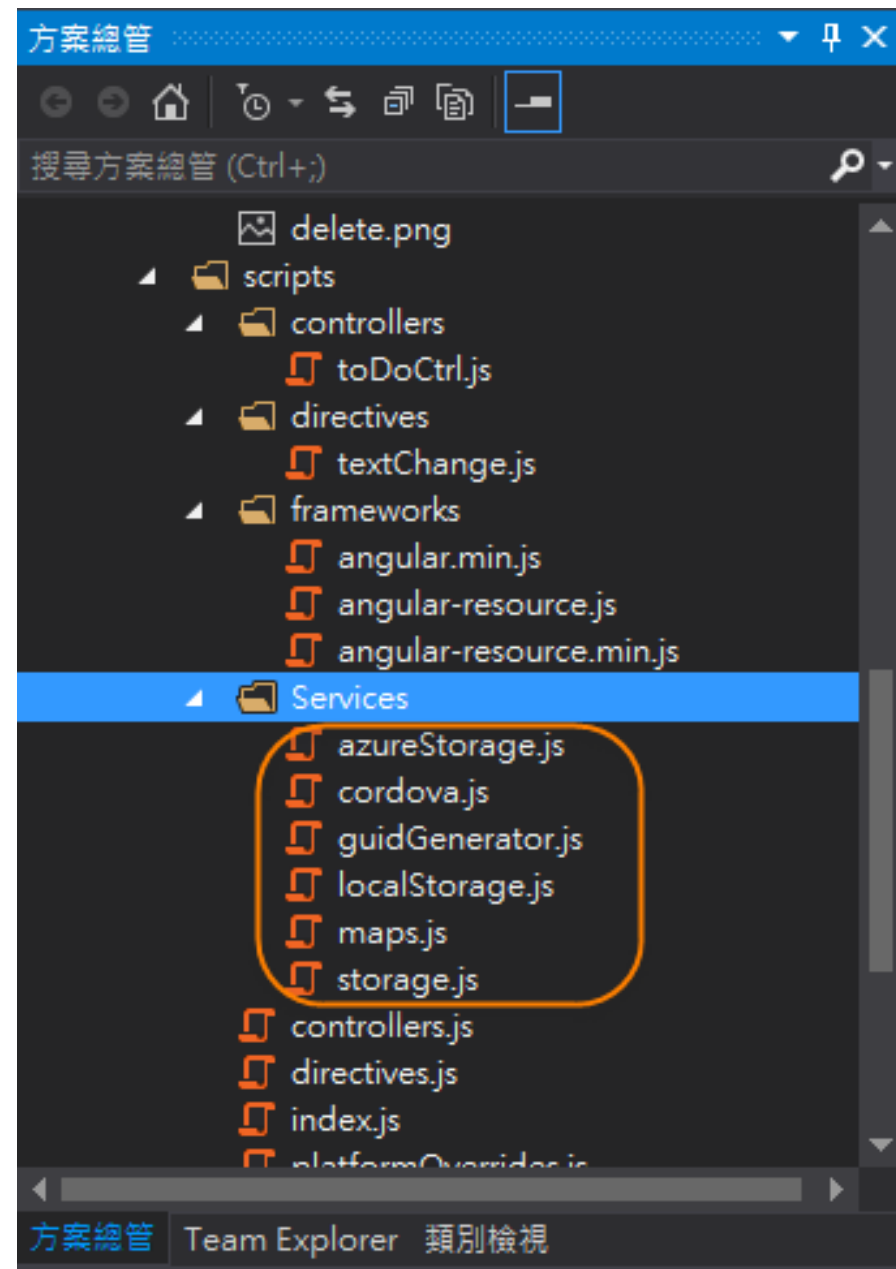 方案總管
搜尋方案總管 (Ctrl+;)
delete.png
scripts
controllers
toDoCtrl.js
directives
textChange.js
frameworks
angular.min.js
angular-resource.js
angular-resource.min.js
Services
azureStorage.js
cordova.js
guidGenerator.js
localStorage.js
maps.js
storage.js
controllers.js
directives.js
index.js
platformOverrides.js
方案總管 Team Explorer 類別檢視